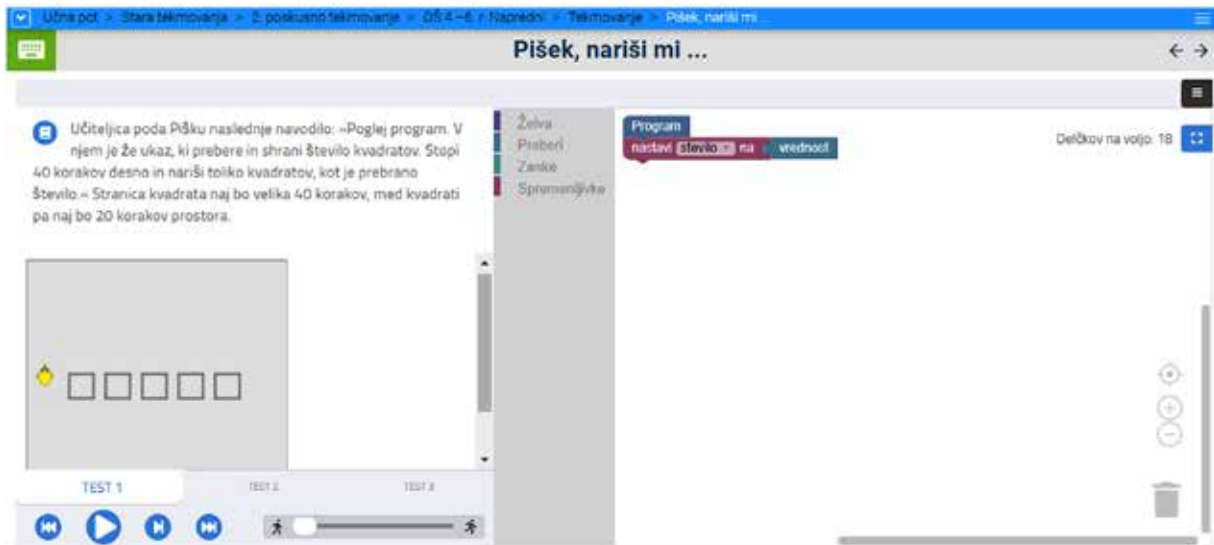 Učna pot > Stara tekmovanja > 2. poskusno tekmovanje > OŠ 4.–6. r Napredni > Tekmovanje > Pišek, nariši mi ...
Pišek, nariši mi ...
Učiteljica poda Pišku naslednje navodilo: »Poglej program. V
njem je že ukaz, ki prebere in shrani število kvadratov. Stopi
40 korakov desno in nariši toliko kvadratov, kot je prebrano
število.« Stranica kvadrata naj bo velika 40 korakov, med kvadrati
pa naj bo 20 korakov prostora.
Želva
Preberi
Zanke
Spremenljivke
Program
nastavi število na vrednost
Delčkov na voljo: 18
TEST 1
TEST 2
TEST 3